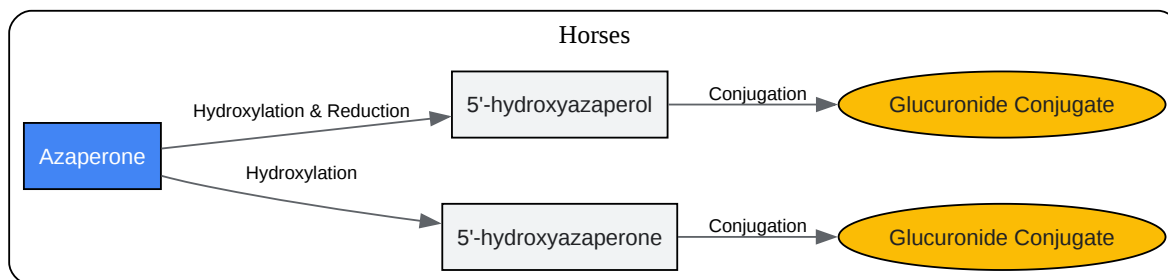 Horses
Azaperone
Hydroxylation & Reduction
5'-hydroxyazaperol
Conjugation
Glucuronide Conjugate
Hydroxylation
5'-hydroxyazaperone
Conjugation
Glucuronide Conjugate